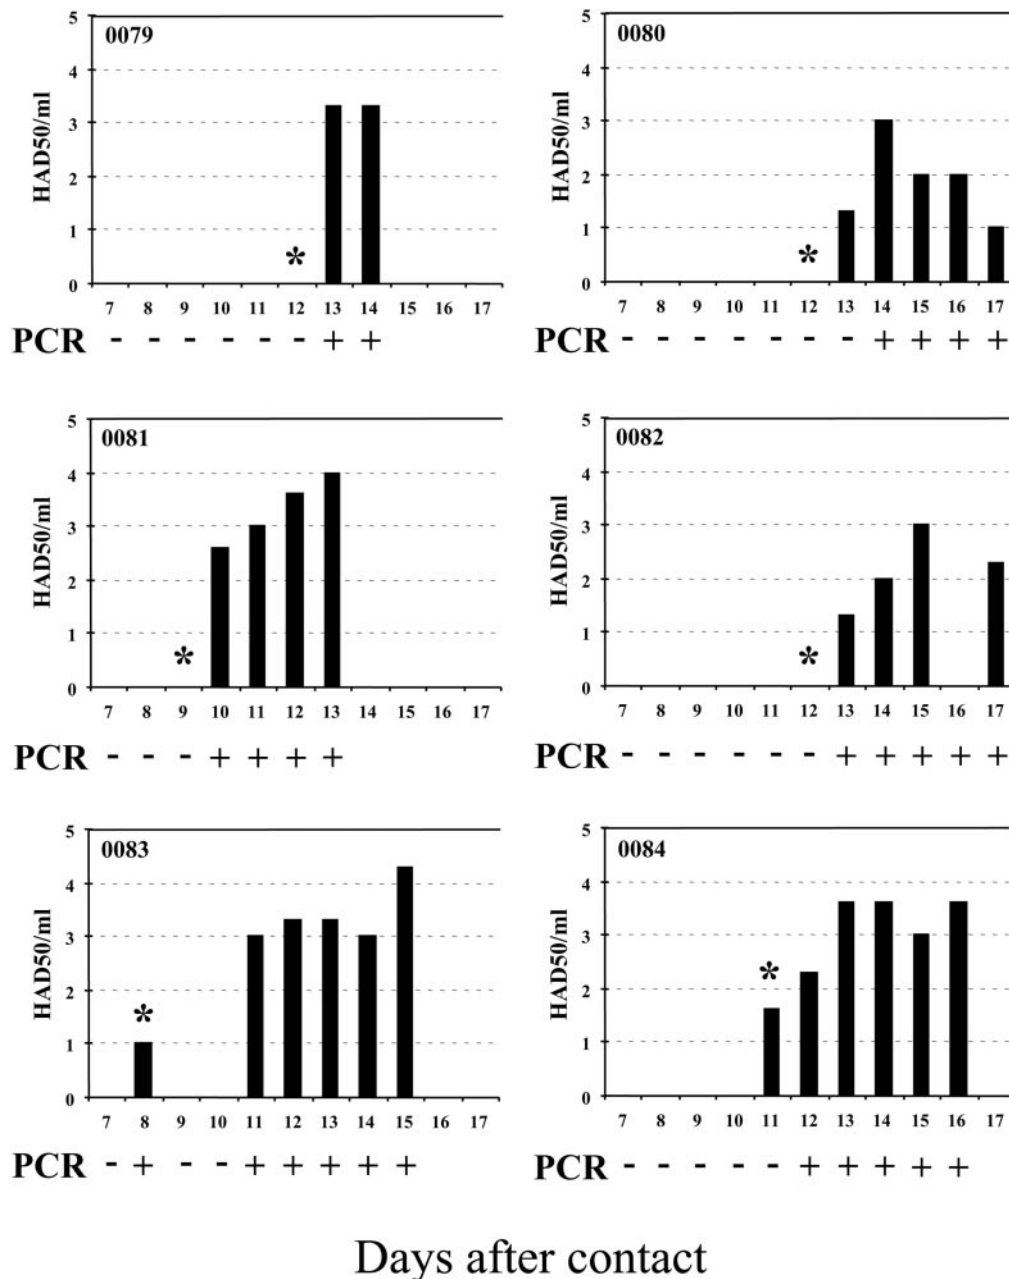 0079
HAD50/ml
5
4
3
2
1
0
*
7 8 9 10 11 12 13 14 15 16 17
PCR - - - - - - + +
0080
HAD50/ml
5
4
3
2
1
0
*
7 8 9 10 11 12 13 14 15 16 17
PCR - - - - - - - + + + +
0081
HAD50/ml
5
4
3
2
1
0
*
7 8 9 10 11 12 13 14 15 16 17
PCR - - - + + + +
0082
HAD50/ml
5
4
3
2
1
0
*
7 8 9 10 11 12 13 14 15 16 17
PCR - - - - - - + + + + +
0083
HAD50/ml
5
4
3
2
1
0
*
7 8 9 10 11 12 13 14 15 16 17
PCR - + - - + + + + +
0084
HAD50/ml
5
4
3
2
1
0
*
7 8 9 10 11 12 13 14 15 16 17
PCR - - - - - + + + + +
Days after contact